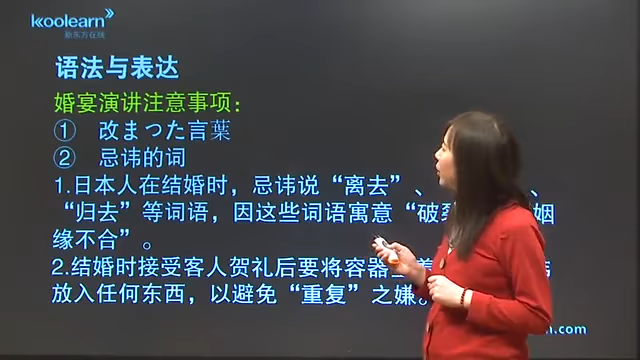 koolearn
新东方在线
语法与表达
婚宴演讲注意事项：
① 改まつた言葉
② 忌讳的词
1.日本人在结婚时，忌讳说“离去”、 、
“归去”等词语，因这些词语寓意“破 姻
缘不合”。
2.结婚时接受客人贺礼后要将容器
放入任何东西，以避免“重复”之嫌。
.com